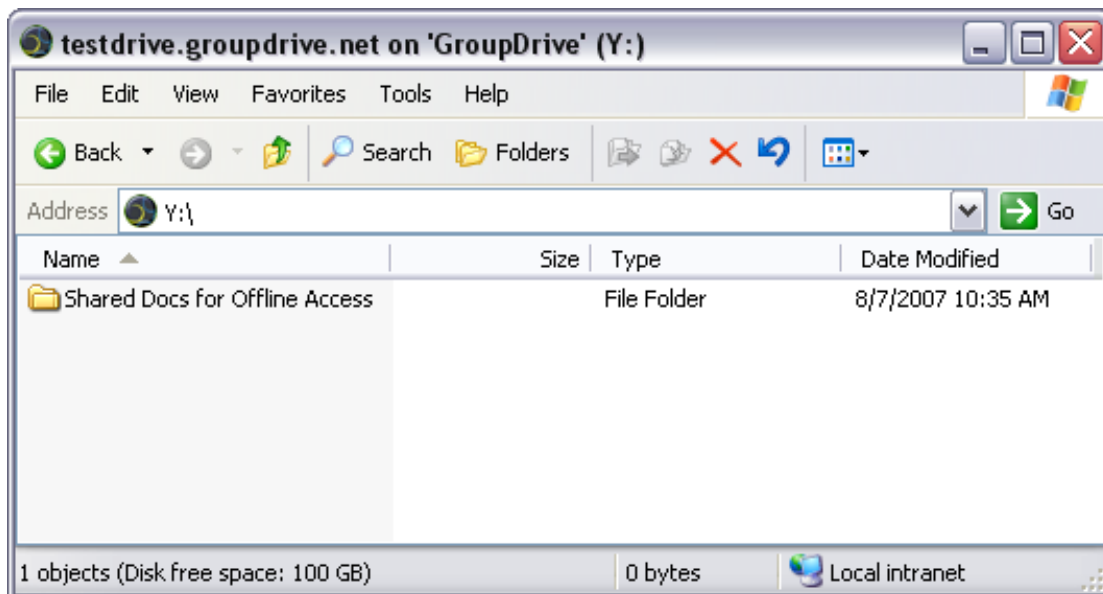 testdrive.groupdrive.net on 'GroupDrive' (Y:)
File Edit View Favorites Tools Help
Back Search Folders
Address Y:\ Go
Name Size Type Date Modified
Shared Docs for Offline Access File Folder 8/7/2007 10:35 AM
1 objects (Disk free space: 100 GB) 0 bytes Local intranet